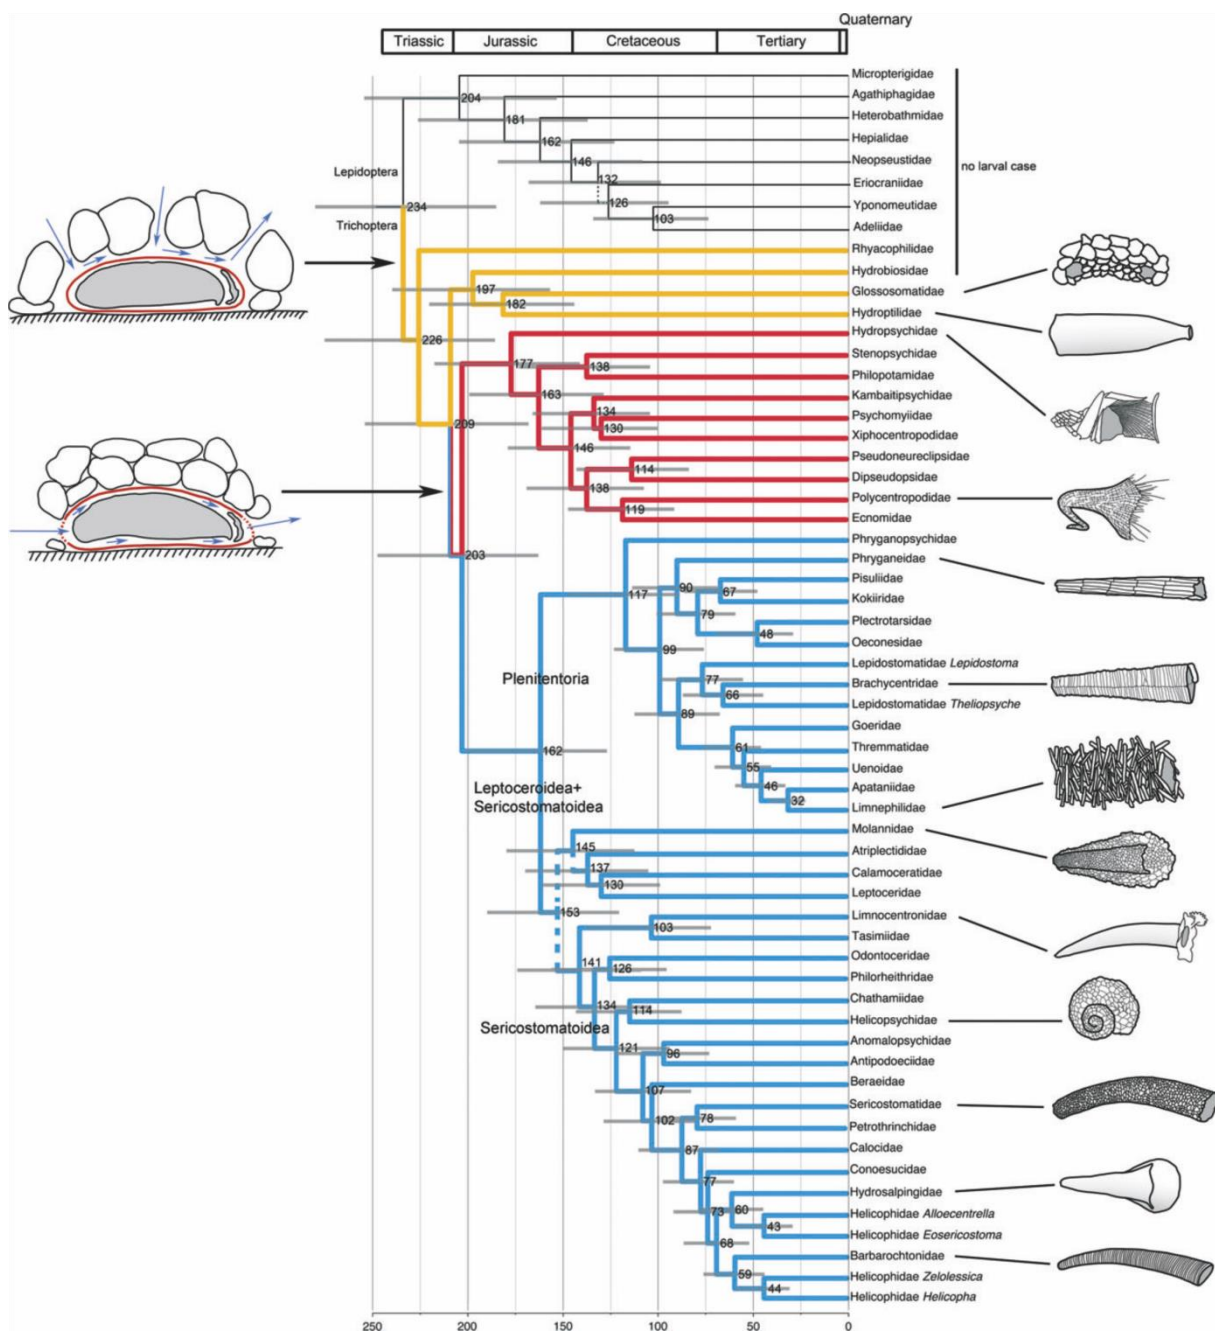 Quaternary
Triassic Jurassic Cretaceous Tertiary
Micropterigidae
204
Agathiphagidae
181
Heterobathmidae
162
Hepialidae
146
no larval case
Neopseustidae
Lepidoptera
132
Eriocraniidae
126
Yponomeutidae
234
103
Trichoptera
Adeliidae
Rhyacophilidae
Hydrobiosidae
197
Glossosomatidae
182
Hydroptilidae
Hydropsychidae
226
Stenopsychidae
177
138
Philopotamidae
163
Kambaitipsychidae
134
Psychomyiidae
209
130
Xiphocentropodidae
146
Pseudoneureclipsidae
114
Dipseudopsidae
138
Polycentropodidae
119
Ecnomidae
Phryganopsychidae
203
Phryganeidae
Pisuliidae
90
67
117
Kokiiridae
79
Plectrotarsidae
48
Oeconesidae
99
Lepidostomatidae Lepidostoma
Plenitentoria
77
Brachycentridae
66
Lepidostomatidae Theliopsyche
89
Goeridae
61
Thremmatidae
162
55
Uenoidae
46
Leptoceroidea+
Apataniidae
32
Sericostomatoidea
Limnephilidae
Molannidae
145
Atriplectididae
137
Calamoceratidae
130
Leptoceridae
153
Limnocentronidae
103
Tasimiidae
Odontoceridae
141
126
Philorheithridae
Chathamiidae
134
114
Helicopsychidae
Sericostomatoidea
Anomalopsychidae
121
96
Antipodoeciidae
Beraeidae
107
Sericostomatidae
78
102
Petrothrinchidae
Calocidae
87
Conoesucidae
77
Hydrosalpingidae
73
60
Helicophidae Alloecentrella
43
Helicophidae Eosericostoma
68
Barbarochtonidae
59
Helicophidae Zelolessica
44
Helicophidae Helicopha
250 200 150 100 50 0